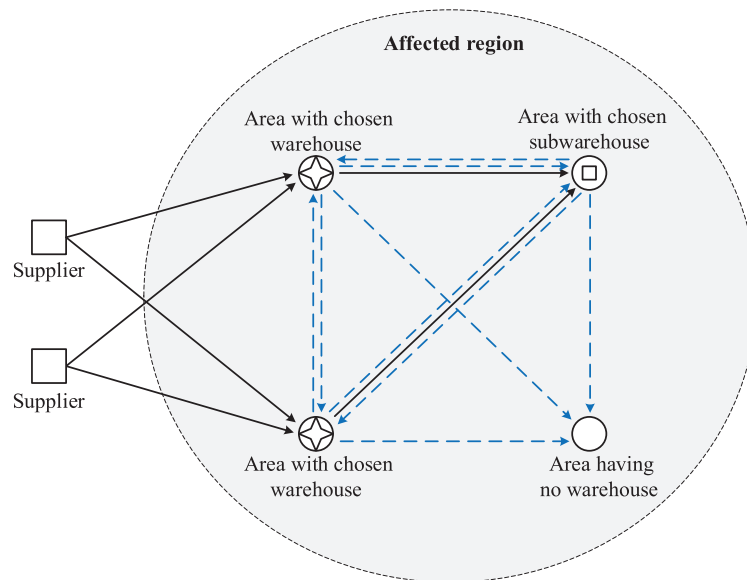 Affected region
Area with chosen
warehouse
Area with chosen
subwarehouse
Supplier
Supplier
Area with chosen
warehouse
Area having
no warehouse